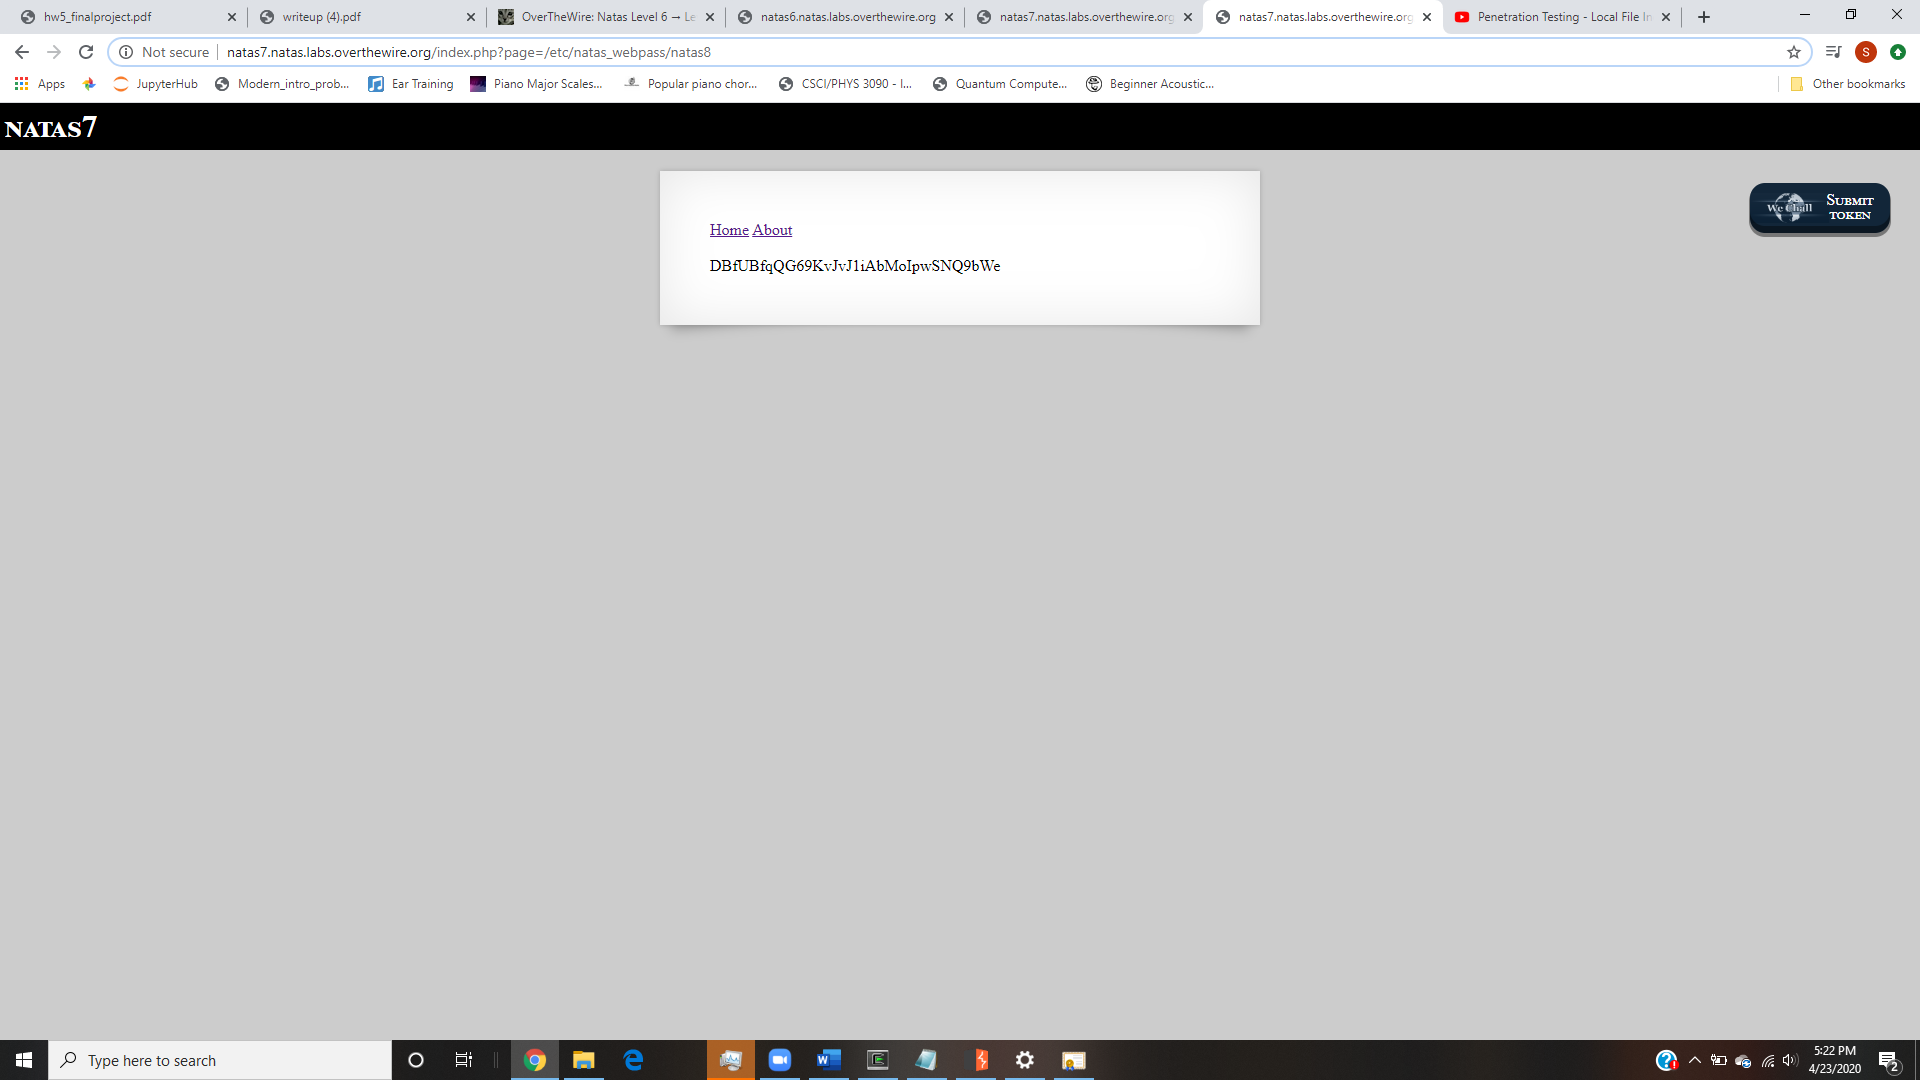 hw5_finalproject.pdf
writeup (4).pdf
OverTheWire: Natas Level 6 → Le
natas6.natas.labs.overthewire.org
natas7.natas.labs.overthewire.org
natas7.natas.labs.overthewire.org
Penetration Testing - Local File In
Not secure
natas7.natas.labs.overthewire.org/index.php?page=/etc/natas_webpass/natas8
S
Apps
JupyterHub
Modern_intro_prob...
Ear Training
Piano Major Scales...
Popular piano chor...
CSCI/PHYS 3090 - I...
Quantum Compute...
Beginner Acoustic...
Other bookmarks
NATAS7
We Chall
SUBMIT
TOKEN
Home About
DBfUBfqQG69KvJvJ1iAbMoIpwSNQ9bWe
Type here to search
5:22 PM
4/23/2020
2